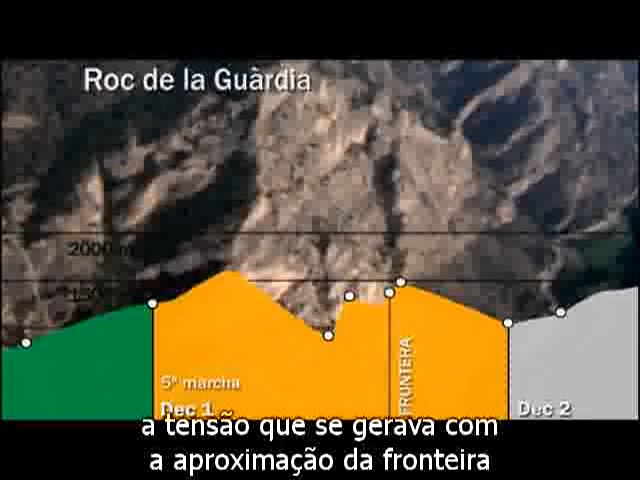 Roc de la Guàrdia
2000 m
150
FRONTERA
5ª marcha
Dec 1
Dec 2
a tensão que se gerava com
a aproximação da fronteira